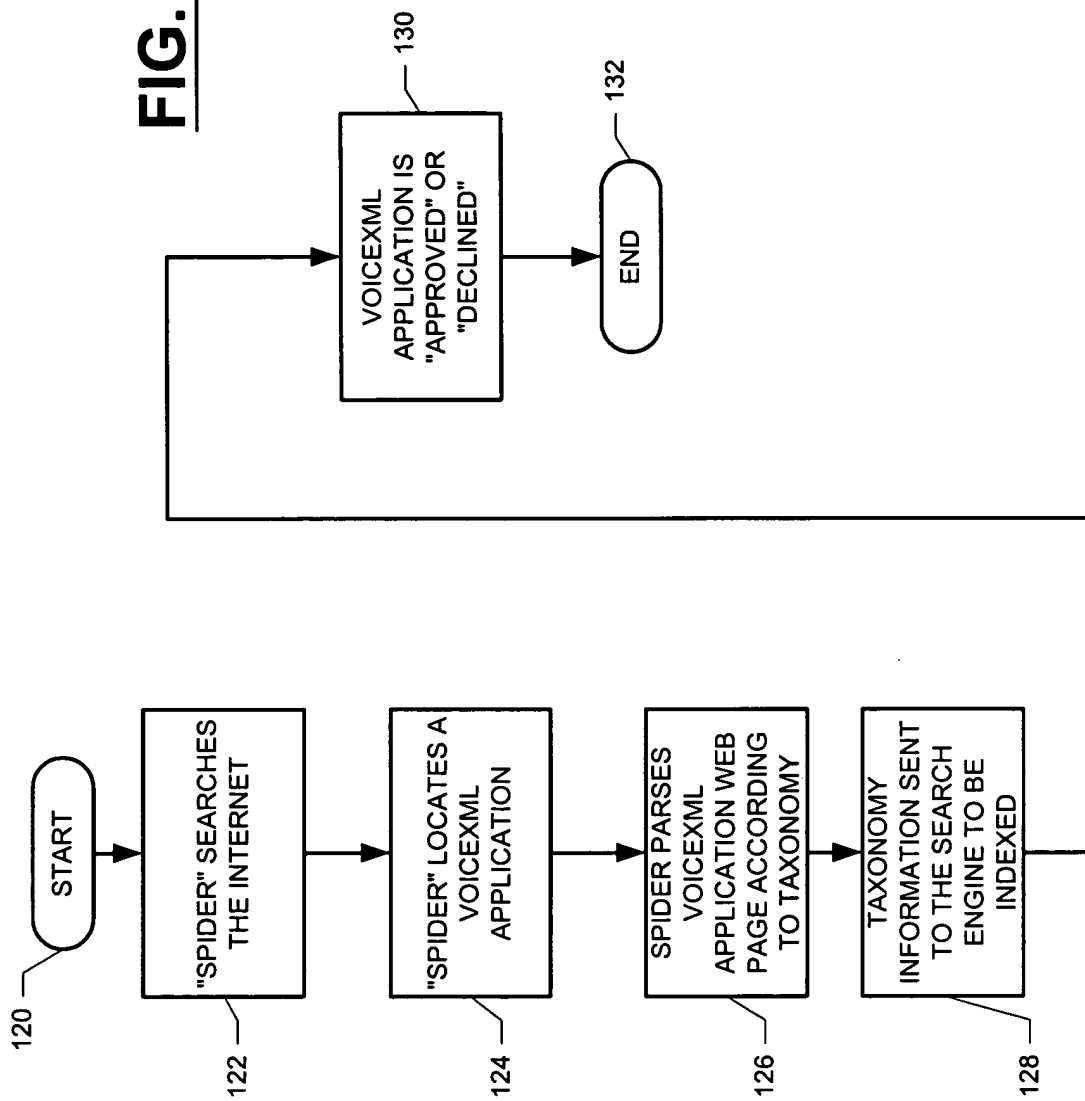 FIG.
120
START
122
"SPIDER" SEARCHES
THE INTERNET
124
"SPIDER" LOCATES A
VOICEXML
APPLICATION
126
SPIDER PARSES
VOICEXML
APPLICATION WEB
PAGE ACCORDING
TO TAXONOMY
128
TAXONOMY
INFORMATION SENT
TO THE SEARCH
ENGINE TO BE
INDEXED
130
VOICEXML
APPLICATION IS
"APPROVED" OR
"DECLINED"
132
END